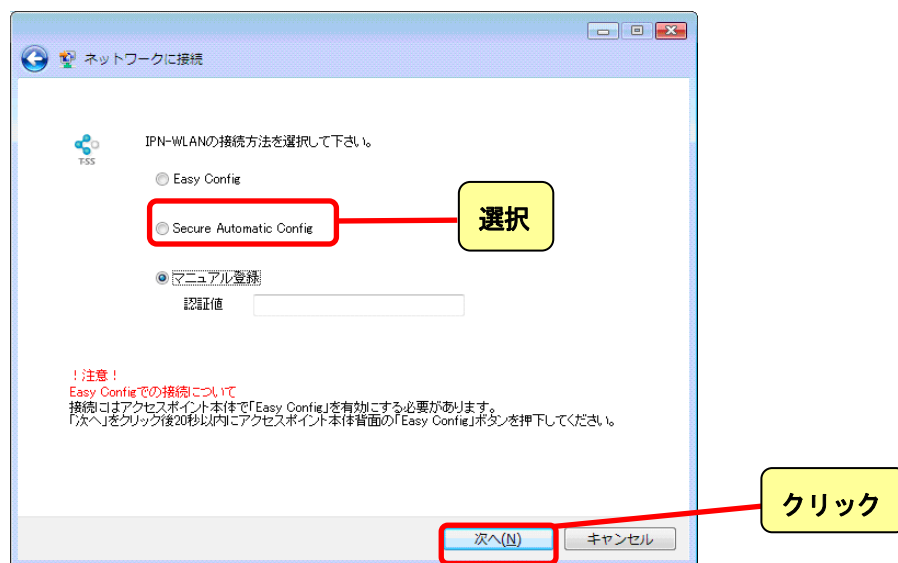 ネットワークに接続
IPN-WLANの接続方法を選択して下さい。
T-SS
Easy Config
選択
Secure Automatic Config
マニュアル登録
認証値
！注意！
Easy Configでの接続について
接続にはアクセスポイント本体で「Easy Config」を有効にする必要があります。
「次へ」をクリック後20秒以内にアクセスポイント本体背面の「Easy Config」ボタンを押下してください。
クリック
次へ(N)
キャンセル